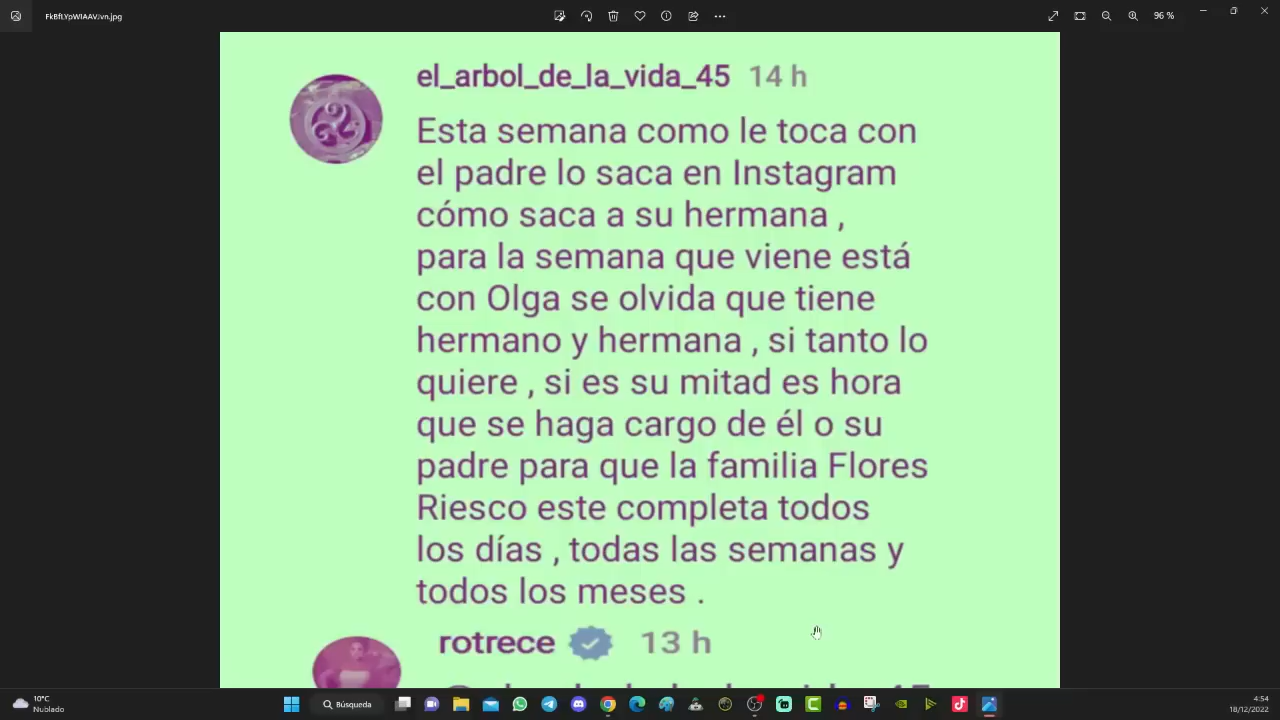 FkBfLYpWIAAVJvn.jpg
96 %
el_arbol_de_la_vida_45 14 h
Esta semana como le toca con
el padre lo saca en Instagram
cómo saca a su hermana ,
para la semana que viene está
con Olga se olvida que tiene
hermano y hermana , si tanto lo
quiere , si es su mitad es hora
que se haga cargo de él o su
padre para que la familia Flores
Riesco este completa todos
los días , todas las semanas y
todos los meses .
rotrece 13 h
10°C
Nublado
Búsqueda
4:54
18/12/2022